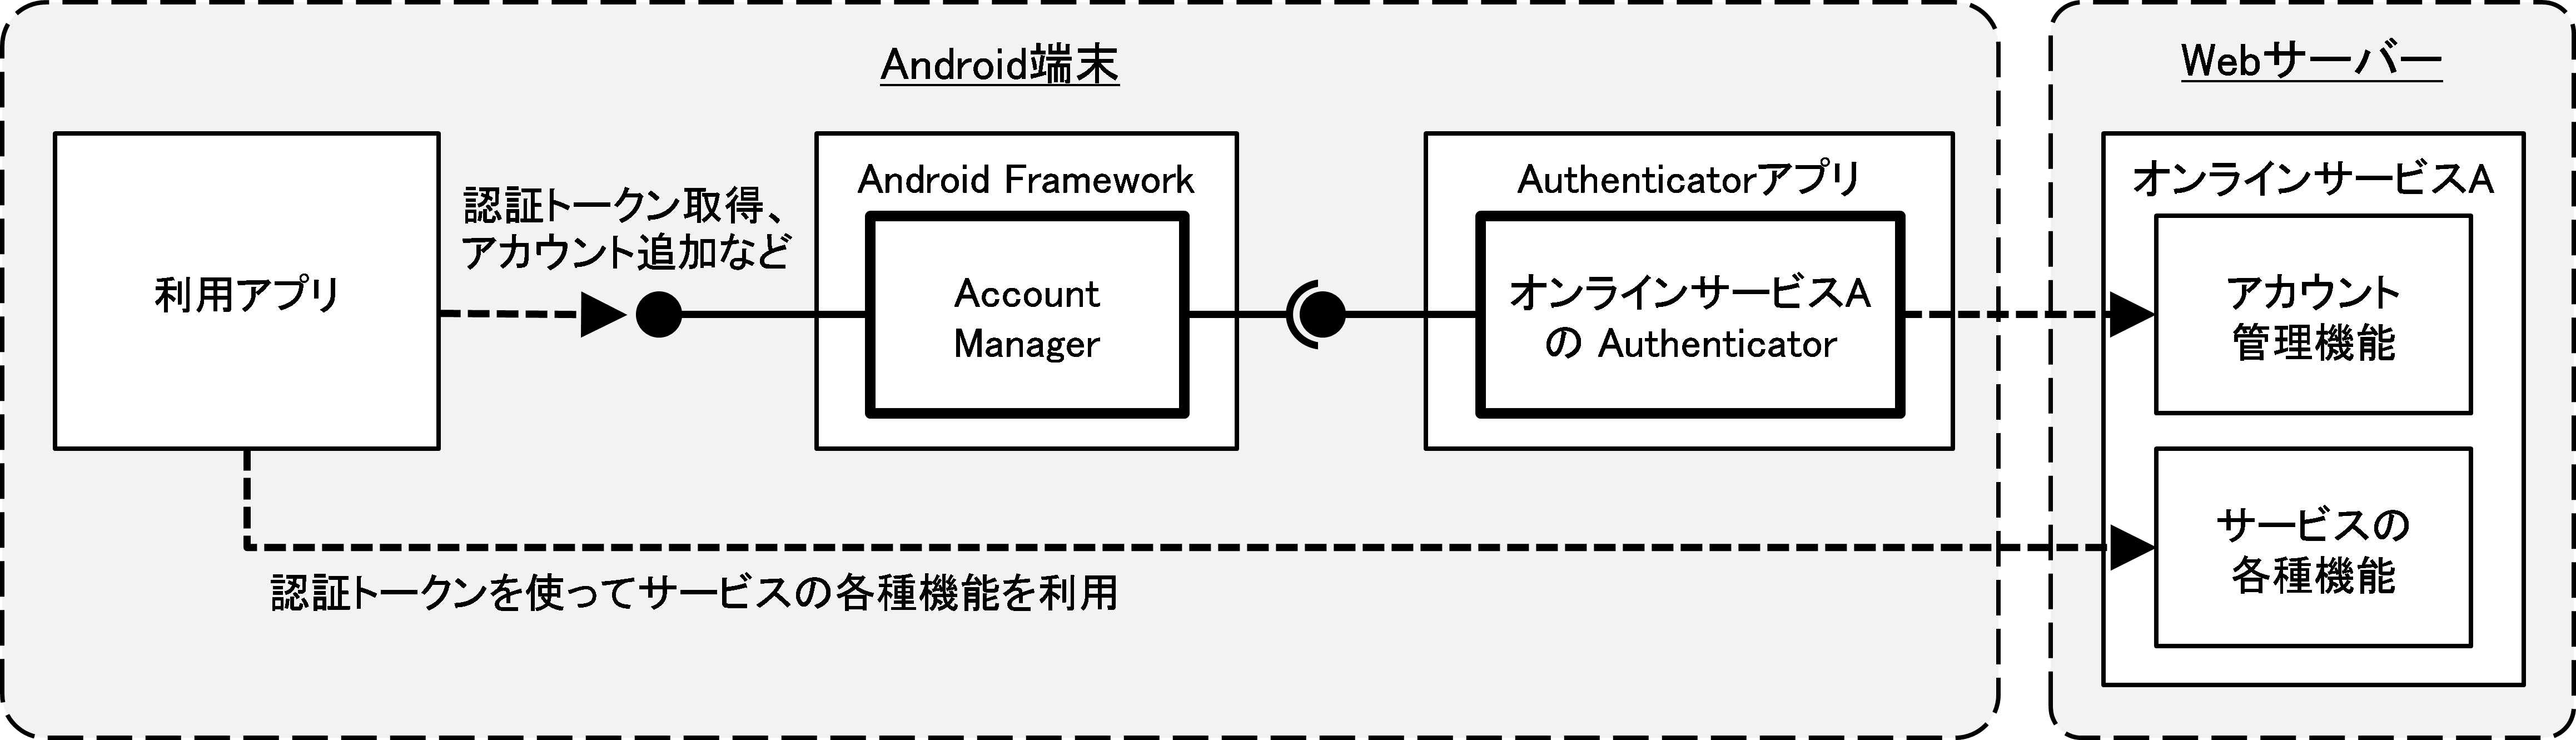 Android端末
Webサーバー
利用アプリ
認証トークン取得、
アカウント追加など
Android Framework
Account
Manager
Authenticatorアプリ
オンラインサービスA
の Authenticator
オンラインサービスA
アカウント
管理機能
サービスの
各種機能
認証トークンを使ってサービスの各種機能を利用